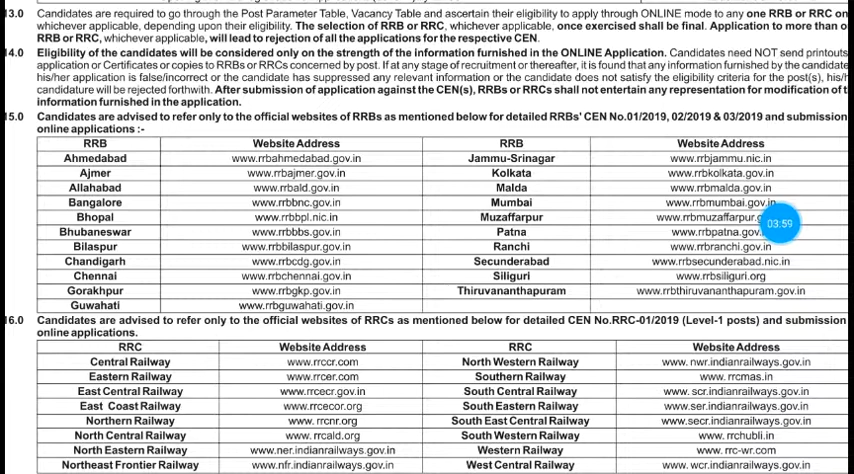 13.0 Candidates are required to go through the Post Parameter Table, Vacancy Table and ascertain their eligibility to apply through ONLINE mode to any one RRB or RRC on
whichever applicable, depending upon their eligibility. The selection of RRB or RRC, whichever applicable, once exercised shall be final. Application to more than o
RRB or RRC, whichever applicable, will lead to rejection of all the applications for the respective CEN.
14.0 Eligibility of the candidates will be considered only on the strength of the information furnished in the ONLINE Application. Candidates need NOT send printouts
application or Certificates or copies to RRBs or RRCs concerned by post. If at any stage of recruitment or thereafter, it is found that any information furnished by the candidate
his/her application is false/incorrect or the candidate has suppressed any relevant information or the candidate does not satisfy the eligibility criteria for the post(s), his/h
candidature will be rejected forthwith. After submission of application against the CEN(s), RRBs or RRCs shall not entertain any representation for modification of t
information furnished in the application.
15.0 Candidates are advised to refer only to the official websites of RRBs as mentioned below for detailed RRBs' CEN No.01/2019, 02/2019 & 03/2019 and submission
online applications :-
RRB Website Address RRB Website Address
Ahmedabad www.rrbahmedabad.gov.in Jammu-Srinagar www.rrbjammu.nic.in
Ajmer www.rrbajmer.gov.in Kolkata www.rrbkolkata.gov.in
Allahabad www.rrbald.gov.in Malda www.rrbmalda.gov.in
Bangalore www.rrbbnc.gov.in Mumbai www.rrbmumbai.gov.in
Bhopal www.rrbbpl.nic.in Muzaffarpur www.rrbmuzaffarpur.g
03:59
Bhubaneswar www.rrbbbs.gov.in Patna www.rrbpatna.gov.
Bilaspur www.rrbbilaspur.gov.in Ranchi www.rrbranchi.gov.in
Chandigarh www.rrbcdg.gov.in Secunderabad www.rrbsecunderabad.nic.in
Chennai www.rrbchennai.gov.in Siliguri www.rrbsiliguri.org
Gorakhpur www.rrbgkp.gov.in Thiruvananthapuram www.rrbthiruvananthapuram.gov.in
Guwahati www.rrbguwahati.gov.in
16.0 Candidates are advised to refer only to the official websites of RRCs as mentioned below for detailed CEN No.RRC-01/2019 (Level-1 posts) and submission
online applications.
RRC Website Address RRC Website Address
Central Railway www.rrccr.com North Western Railway www. nwr.indianrailways.gov.in
Eastern Railway www.rrcer.com Southern Railway www. rrcmas.in
East Central Railway www.rrcecr.gov.in South Central Railway www. scr.indianrailways.gov.in
East Coast Railway www.rrcecor.org South Eastern Railway www.ser.indianrailways.gov.in
Northern Railway www. rrcnr.org South East Central Railway www.secr.indianrailways.gov.in
North Central Railway www. rrcald.org South Western Railway www. rrchubli.in
North Eastern Railway www.ner.indianrailways.gov.in Western Railway www. rrc-wr.com
Northeast Frontier Railway www.nfr.indianrailways.gov.in West Central Railway www. wcr.indianrailways.gov.in